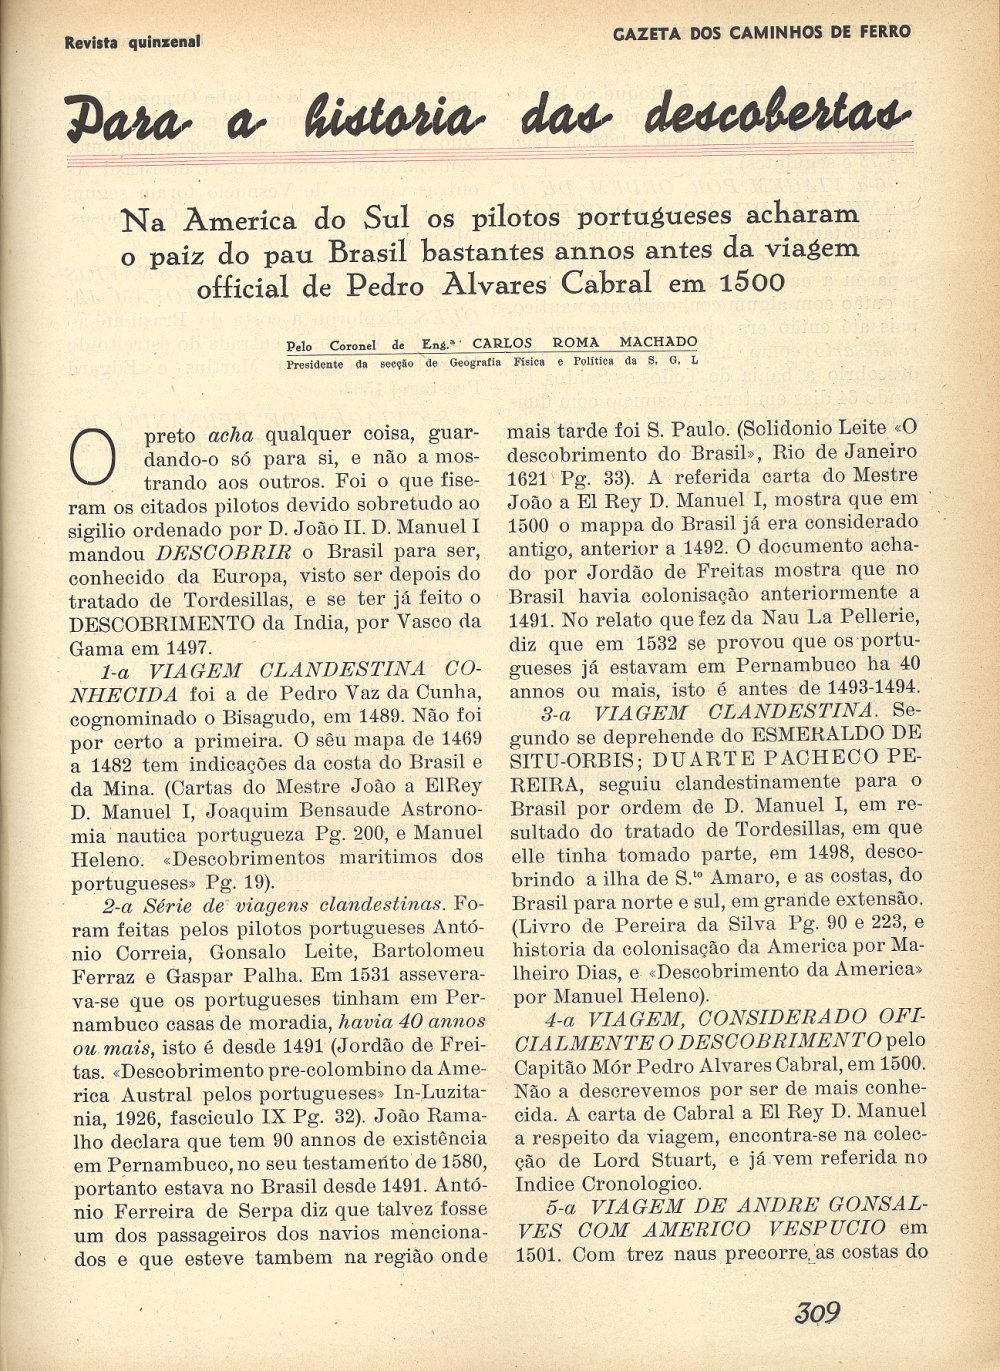 Revista quinzenal
GAZETA DOS CAMINHOS DE FERRO
Para a historia das descobertas
Na America do Sul os pilotos portugueses acharam
o paiz do pau Brasil bastantes annos antes da viagem
official de Pedro Alvares Cabral em 1500
Pelo Coronel de Eng.ª CARLOS ROMA MACHADO
Presidente da secção de Geografia Física e Política da S. G. L
O preto acha qualquer coisa, guar-
dando-o só para si, e não a mos-
trando aos outros. Foi o que fise-
ram os citados pilotos devido sobretudo ao
sigilio ordenado por D. João II. D. Manuel I
mandou DESCOBRIR o Brasil para ser,
conhecido da Europa, visto ser depois do
tratado de Tordesillas, e se ter já feito o
DESCOBRIMENTO da India, por Vasco da
Gama em 1497.
1-a VIAGEM CLANDESTINA CO-
NHECIDA foi a de Pedro Vaz da Cunha,
cognominado o Bisagudo, em 1489. Não foi
por certo a primeira. O sêu mapa de 1469
a 1482 tem indicações da costa do Brasil e
da Mina. (Cartas do Mestre João a ElRey
D. Manuel I, Joaquim Bensaude Astrono-
mia nautica portugueza Pg. 200, e Manuel
Heleno. «Descobrimentos maritimos dos
portugueses» Pg. 19).
2-a Série de viagens clandestinas. Fo-
ram feitas pelos pilotos portugueses Antó-
nio Correia, Gonsalo Leite, Bartolomeu
Ferraz e Gaspar Palha. Em 1531 assevera-
va-se que os portugueses tinham em Per-
nambuco casas de moradia, havia 40 annos
ou mais, isto é desde 1491 (Jordão de Frei-
tas. «Descobrimento pre-colombino da Ame-
rica Austral pelos portugueses» In-Luzita-
nia, 1926, fasciculo IX Pg. 32). João Rama-
lho declara que tem 90 annos de existência
em Pernambuco, no seu testamento de 1580,
portanto estava no Brasil desde 1491. Antó-
nio Ferreira de Serpa diz que talvez fosse
um dos passageiros dos navios menciona-
dos e que esteve tambem na região onde
mais tarde foi S. Paulo. (Solidonio Leite «O
descobrimento do Brasil», Rio de Janeiro
1621 Pg. 33). A referida carta do Mestre
João a El Rey D. Manuel I, mostra que em
1500 o mappa do Brasil já era considerado
antigo, anterior a 1492. O documento acha-
do por Jordão de Freitas mostra que no
Brasil havia colonisação anteriormente a
1491. No relato que fez da Nau La Pellerie,
diz que em 1532 se provou que os portu-
gueses já estavam em Pernambuco ha 40
annos ou mais, isto é antes de 1493-1494.
3-a VIAGEM CLANDESTINA. Se-
gundo se deprehende do ESMERALDO DE
SITU-ORBIS; DUARTE PACHECO PE-
REIRA, seguiu clandestinamente para o
Brasil por ordem de D. Manuel I, em re-
sultado do tratado de Tordesillas, em que
elle tinha tomado parte, em 1498, desco-
brindo a ilha de S.to Amaro, e as costas, do
Brasil para norte e sul, em grande extensão.
(Livro de Pereira da Silva Pg. 90 e 223, e
historia da colonisação da America por Ma-
lheiro Dias, e «Descobrimento da America»
por Manuel Heleno).
4-a VIAGEM, CONSIDERADO OFI-
CIALMENTE O DESCOBRIMENTO pelo
Capitão Mór Pedro Alvares Cabral, em 1500.
Não a descrevemos por ser de mais conhe-
cida. A carta de Cabral a El Rey D. Manuel
a respeito da viagem, encontra-se na colec-
ção de Lord Stuart, e já vem referida no
Indice Cronologico.
5-a VIAGEM DE ANDRE GONSAL-
VES COM AMERICO VESPUCIO em
1501. Com trez naus precorre as costas do
309